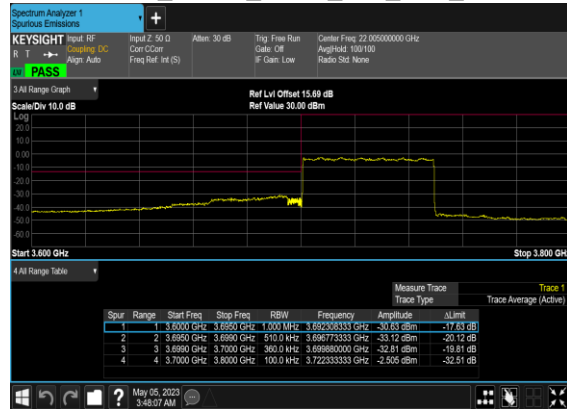 Spectrum Analyzer 1
Spurious Emissions
+
KEYSIGHT Input: RF Input Z: 50 Ω Atten: 30 dB Trig: Free Run Center Freq: 22.005000000 GHz
R T Coupling: DC Corr CCorr Gate: Off Avg|Hold: 100/100
Align: Auto Freq Ref: Int (S) IF Gain: Low Radio Std: None
PASS
3 All Range Graph
Ref Lvl Offset 15.69 dB
Scale/Div 10.0 dB Ref Value 30.00 dBm
Log
20.0
10.0
0.00
-10.0
-20.0
-30.0
-40.0
-50.0
-60.0
Start 3.600 GHz Stop 3.800 GHz
4 All Range Table
Measure Trace Trace 1
Trace Type Trace Average (Active)
Spur Range Start Freq Stop Freq RBW Frequency Amplitude ΔLimit
1 1 3.6000 GHz 3.6950 GHz 1.000 MHz 3.692308333 GHz -30.63 dBm -17.63 dB
2 2 3.6950 GHz 3.6990 GHz 510.0 kHz 3.696773333 GHz -33.12 dBm -20.12 dB
3 3 3.6990 GHz 3.7000 GHz 360.0 kHz 3.699880000 GHz -32.81 dBm -19.81 dB
4 4 3.7000 GHz 3.8000 GHz 100.0 kHz 3.722333333 GHz -2.505 dBm -32.51 dB
?
May 05, 2023
3:48:07 AM